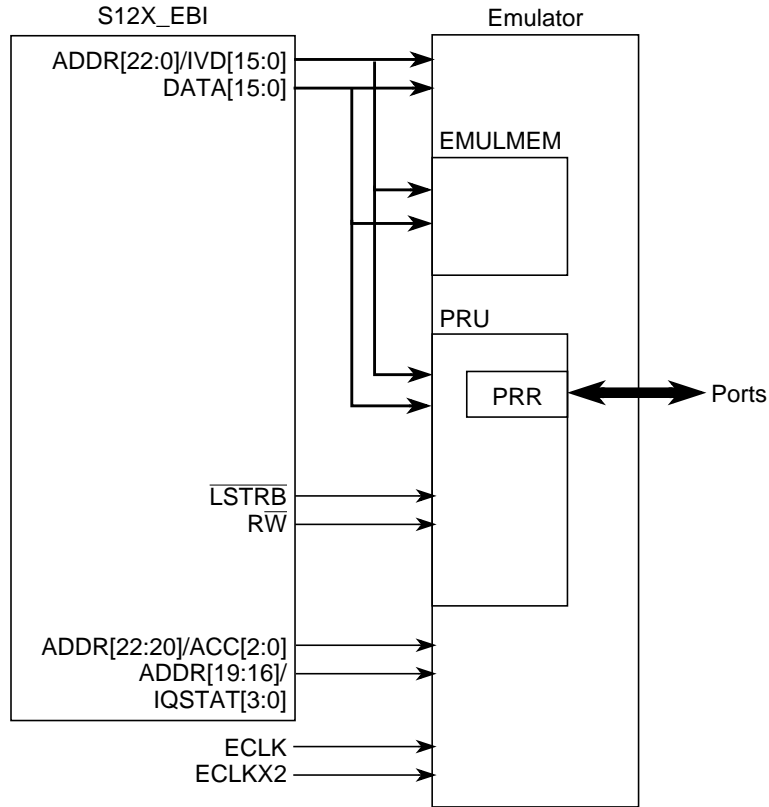 S12X_EBI
Emulator
ADDR[22:0]/IVD[15:0]
DATA[15:0]
EMULMEM
PRU
PRR
Ports
LSTRB
RW
ADDR[22:20]/ACC[2:0]
ADDR[19:16]/
IQSTAT[3:0]
ECLK
ECLKX2